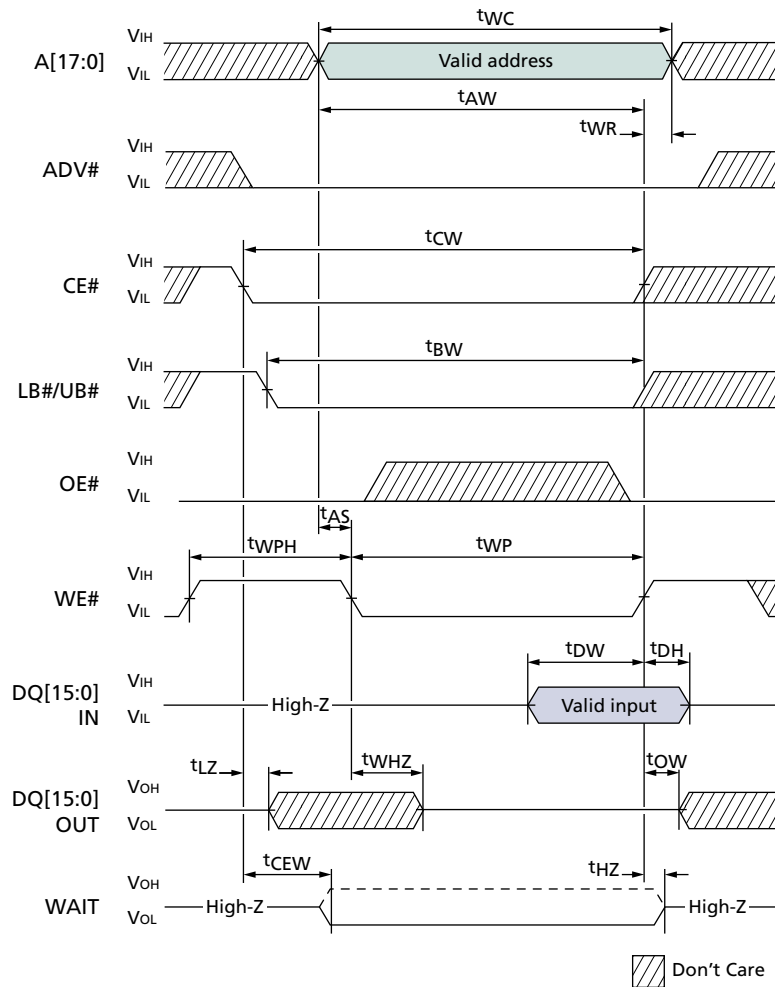 tWC
A[17:0] VIH VIL Valid address
tAW
tWR
ADV# VIH VIL
tCW
CE# VIH VIL
tBW
LB#/UB# VIH VIL
OE# VIH VIL
tAS
tWPH tWP
WE# VIH VIL
tDW tDH
DQ[15:0] IN VIH VIL High-Z Valid input
tLZ tWHZ tOW
DQ[15:0] OUT VOH VOL
tCEW tHZ
WAIT VOH VOL High-Z High-Z
Don't Care